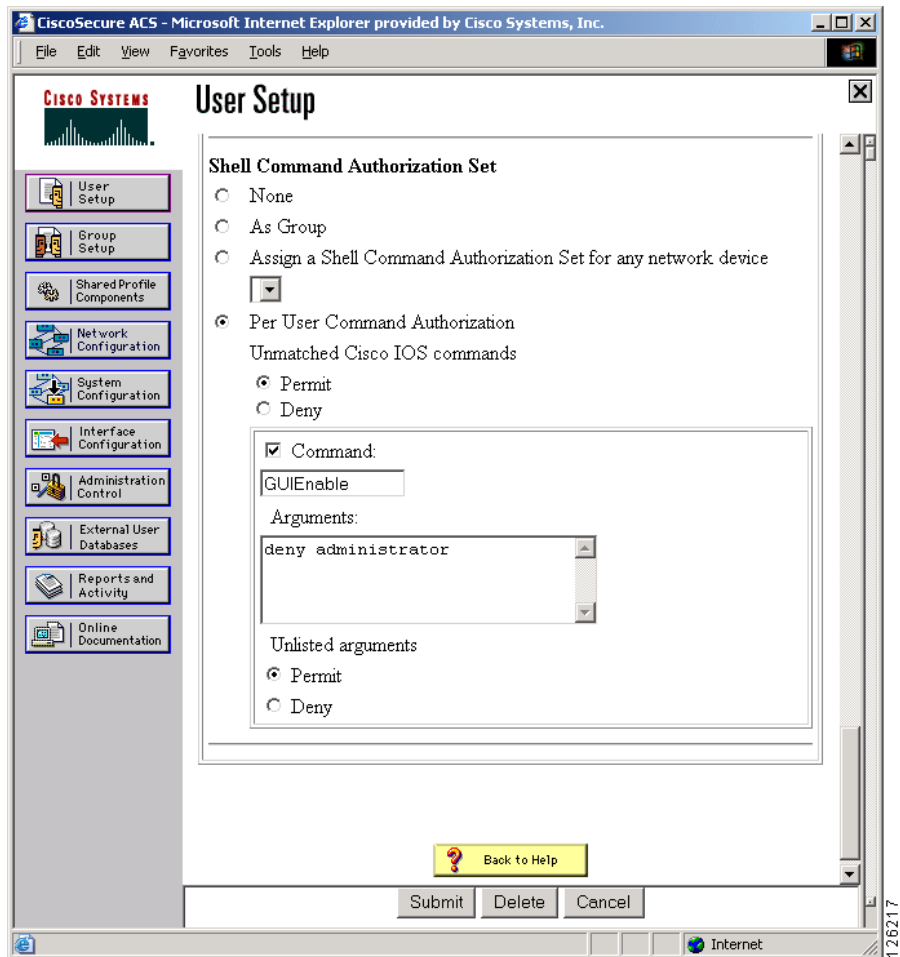 CiscoSecure ACS - Microsoft Internet Explorer provided by Cisco Systems, Inc.
File Edit View Favorites Tools Help
CISCO SYSTEMS
User Setup
User
Setup
Group
Setup
Shared Profile
Components
Network
Configuration
System
Configuration
Interface
Configuration
Administration
Control
External User
Databases
Reports and
Activity
Online
Documentation
Shell Command Authorization Set
None
As Group
Assign a Shell Command Authorization Set for any network device
Per User Command Authorization
Unmatched Cisco IOS commands
Permit
Deny
Command:
GUIEnable
Arguments:
deny administrator
Unlisted arguments
Permit
Deny
? Back to Help
Submit Delete Cancel
Internet
126217